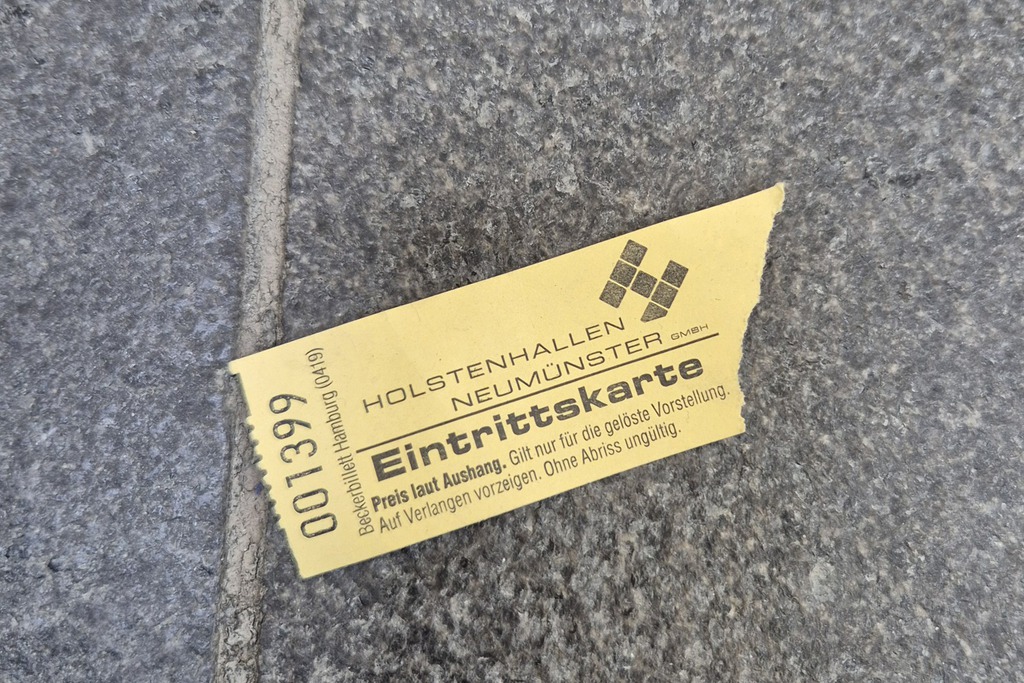 001399
Beckerbillett Hamburg (0419)
HOLSTENHALLEN
NEUMÜNSTER GMBH
Eintrittskarte
Preis laut Aushang. Gilt nur für die gelöste Vorstellung.
Auf Verlangen vorzeigen. Ohne Abriss ungültig.